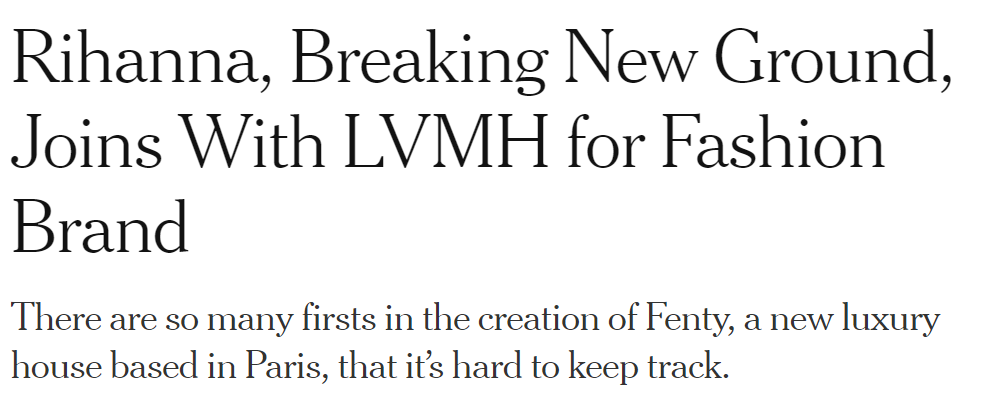 Rihanna, Breaking New Ground,
Joins With LVMH for Fashion
Brand
There are so many firsts in the creation of Fenty, a new luxury
house based in Paris, that it’s hard to keep track.